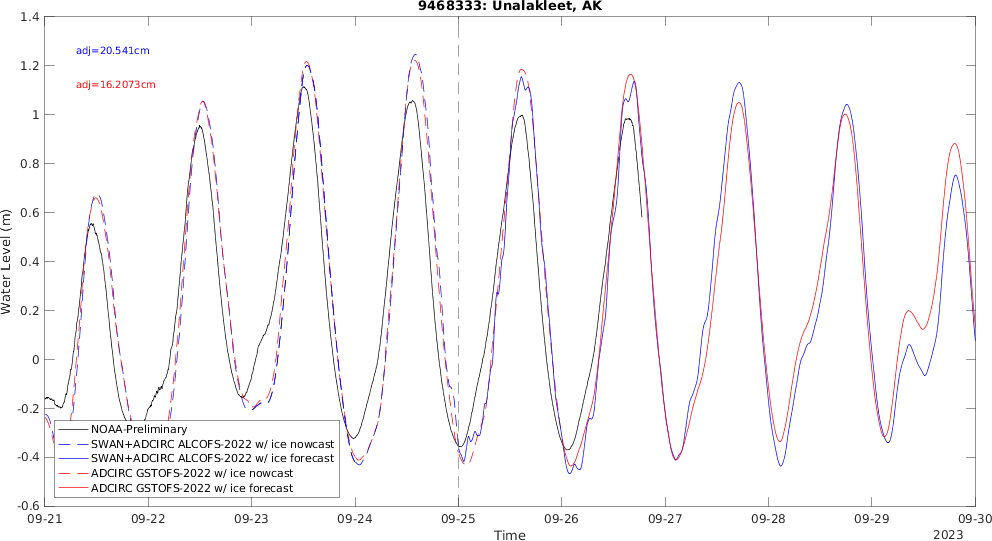 9468333: Unalakleet, AK
1.4
1.2
1
0.8
0.6
0.4
0.2
0
-0.2
-0.4
-0.6
Water Level (m)
adj=20.541cm
adj=16.2073cm
NOAA-Preliminary
SWAN+ADCIRC ALCOFS-2022 w/ ice nowcast
SWAN+ADCIRC ALCOFS-2022 w/ ice forecast
ADCIRC GSTOFS-2022 w/ ice nowcast
ADCIRC GSTOFS-2022 w/ ice forecast
09-21 09-22 09-23 09-24 09-25 09-26 09-27 09-28 09-29 09-30
Time
2023